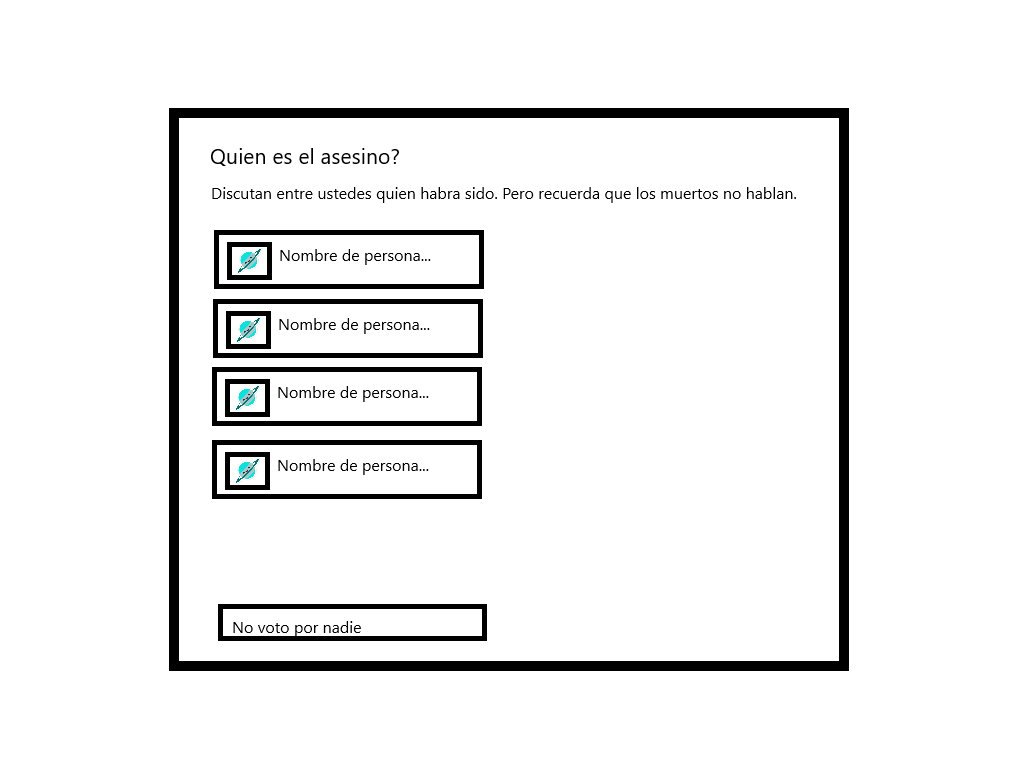 Quien es el asesino?
Discutan entre ustedes quien habra sido. Pero recuerda que los muertos no hablan.
Nombre de persona...
Nombre de persona...
Nombre de persona...
Nombre de persona...
No voto por nadie